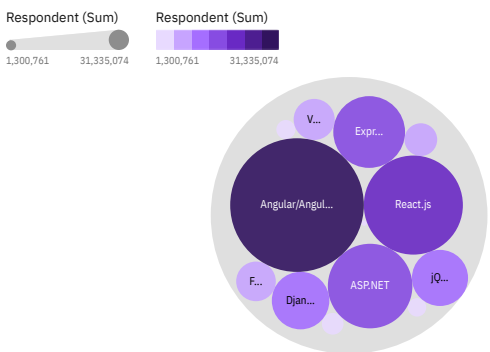 Respondent (Sum)
1,300,761 31,335,074
Respondent (Sum)
1,300,761 31,335,074
V...
Expr...
Angular/Angul...
React.js
F...
Djan...
ASP.NET
jQ...